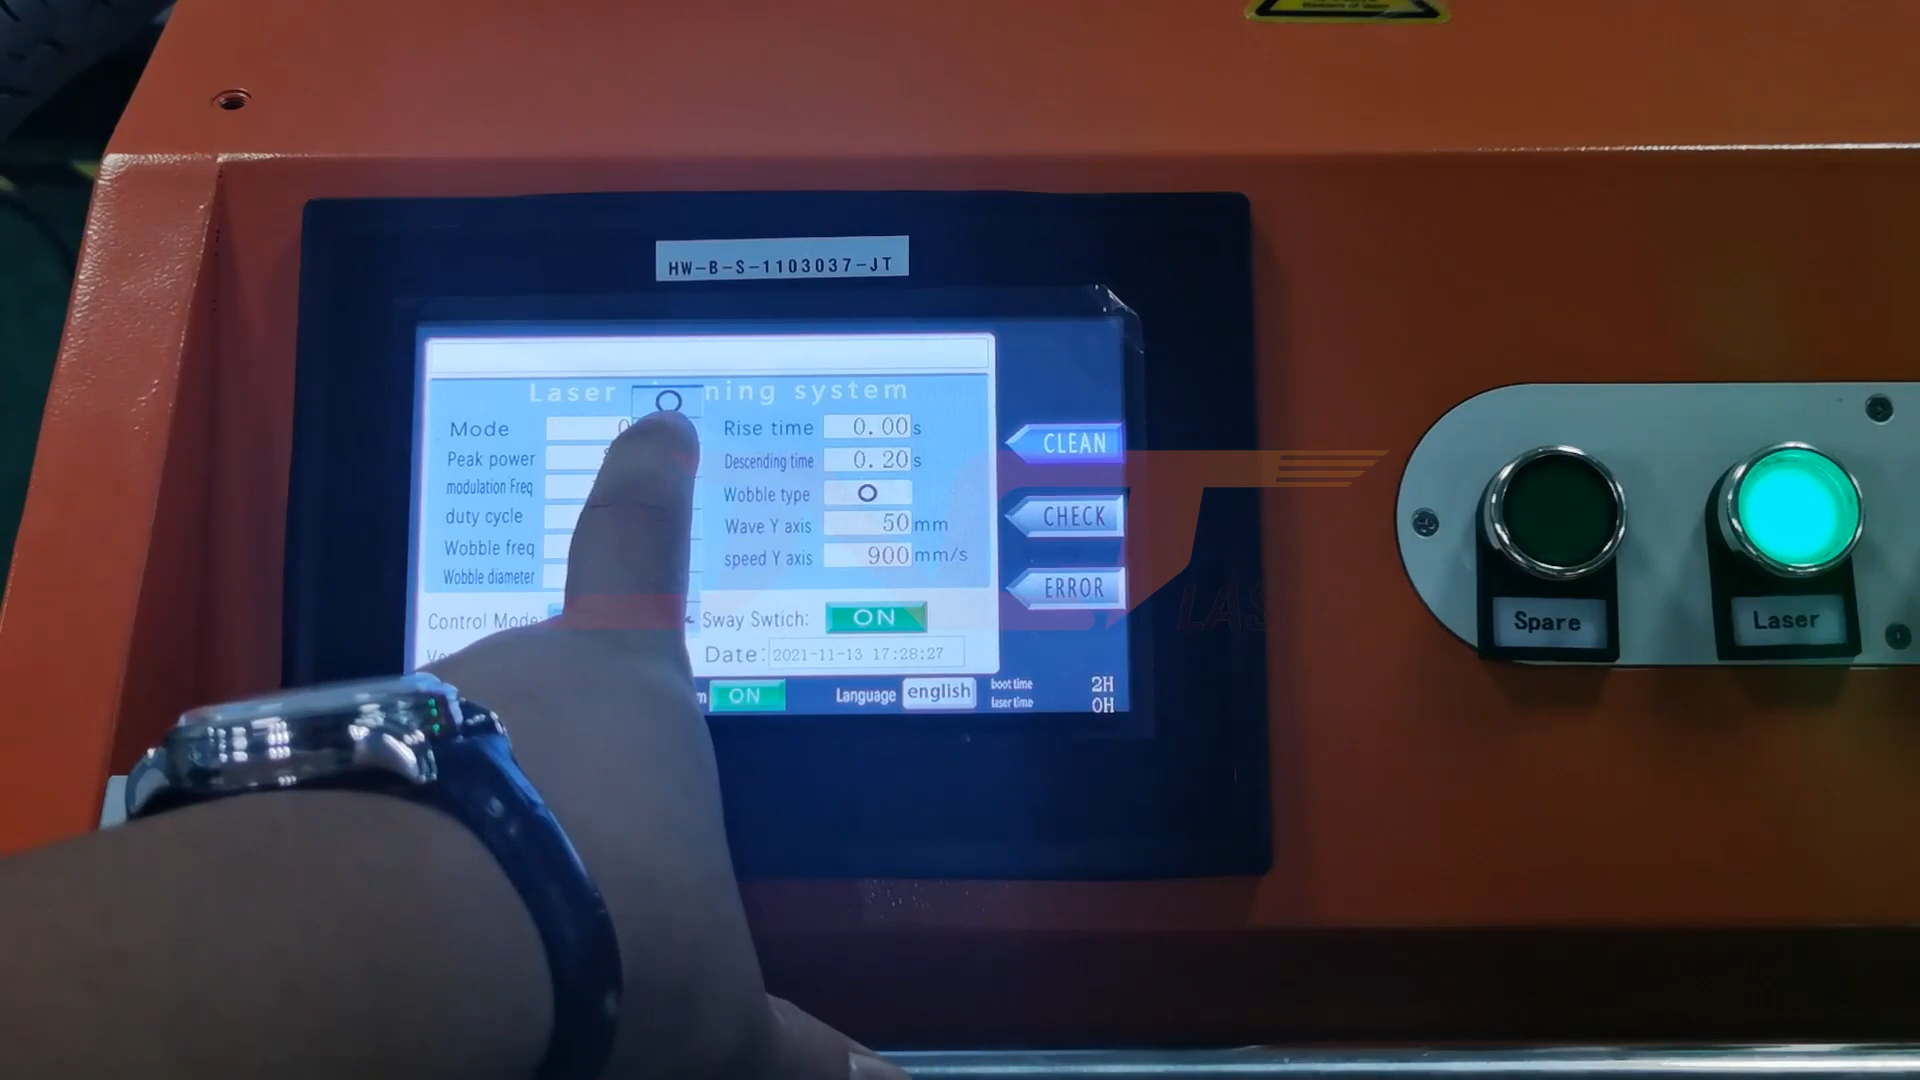 HW-B-S-1103037-JT
Laser ning system
Mode
Peak power
modulation Freq
duty cycle
Wobble freq
Wobble diameter
Rise time 0.00 s
Descending time 0.20 s
Wobble type O
Wave Y axis 50 mm
speed Y axis 900 mm/s
Control Mode:
Sway Swtich: ON
Date: 2021-11-13 17:28:27
ON
Language english
boot time 2H
laser time 0H
CLEAN
CHECK
ERROR
Spare
Laser